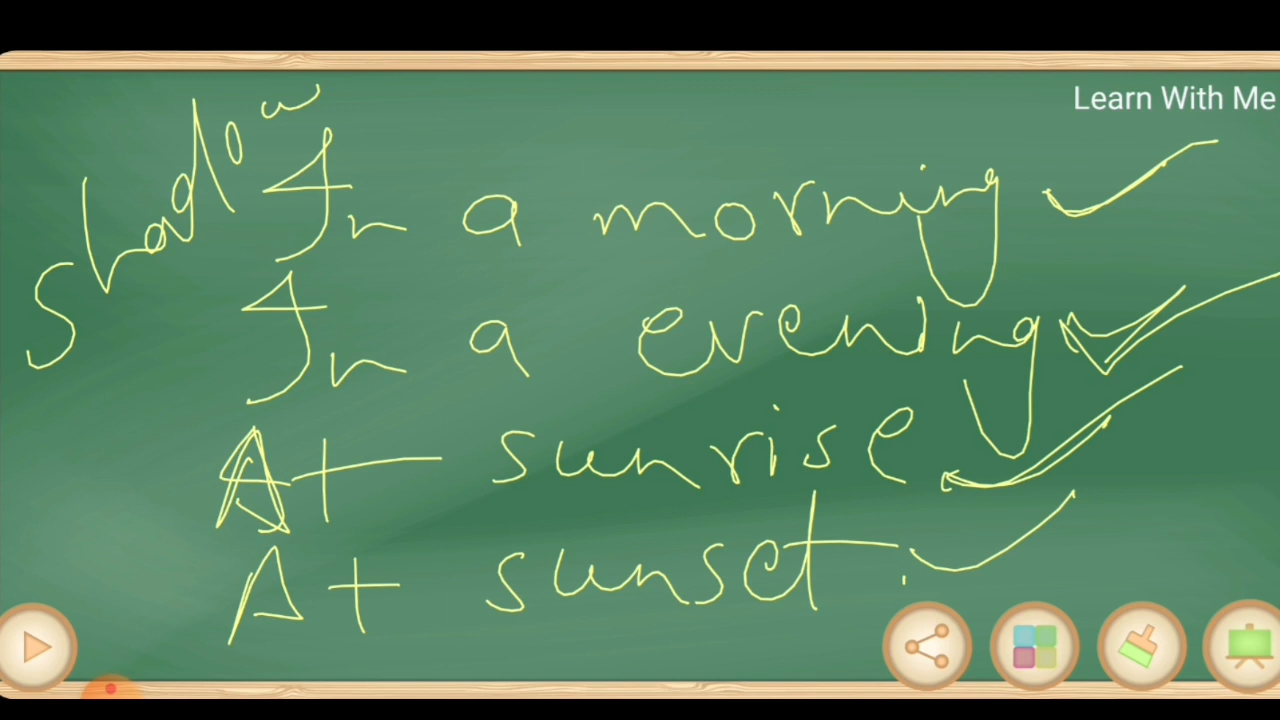 Learn With Me
Shadow
In a morning
In a evening
At sunrise
At sunset.